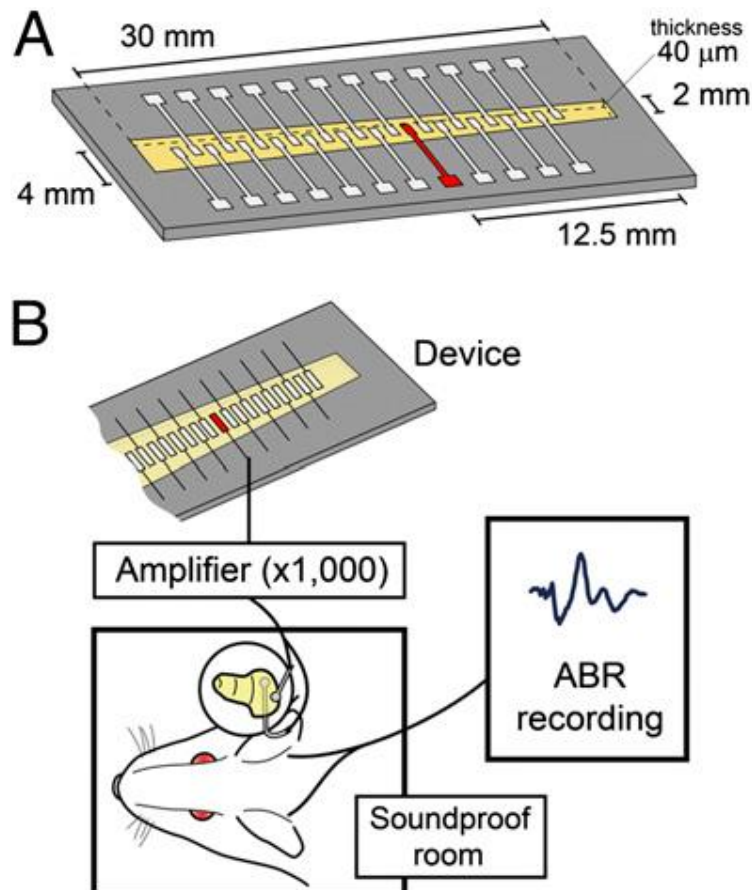 A
30 mm
thickness
40 μm
2 mm
4 mm
12.5 mm
B
Device
Amplifier (x1,000)
ABR
recording
Soundproof
room